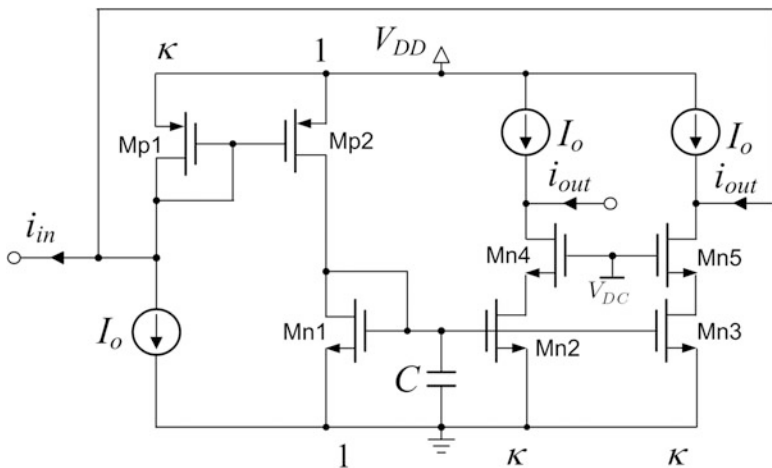 κ
1
V_DD
Mp1
Mp2
I_o
I_o
i_out
i_out
i_in
Mn4
Mn5
V_DC
I_o
Mn1
C
Mn2
Mn3
1
κ
κ